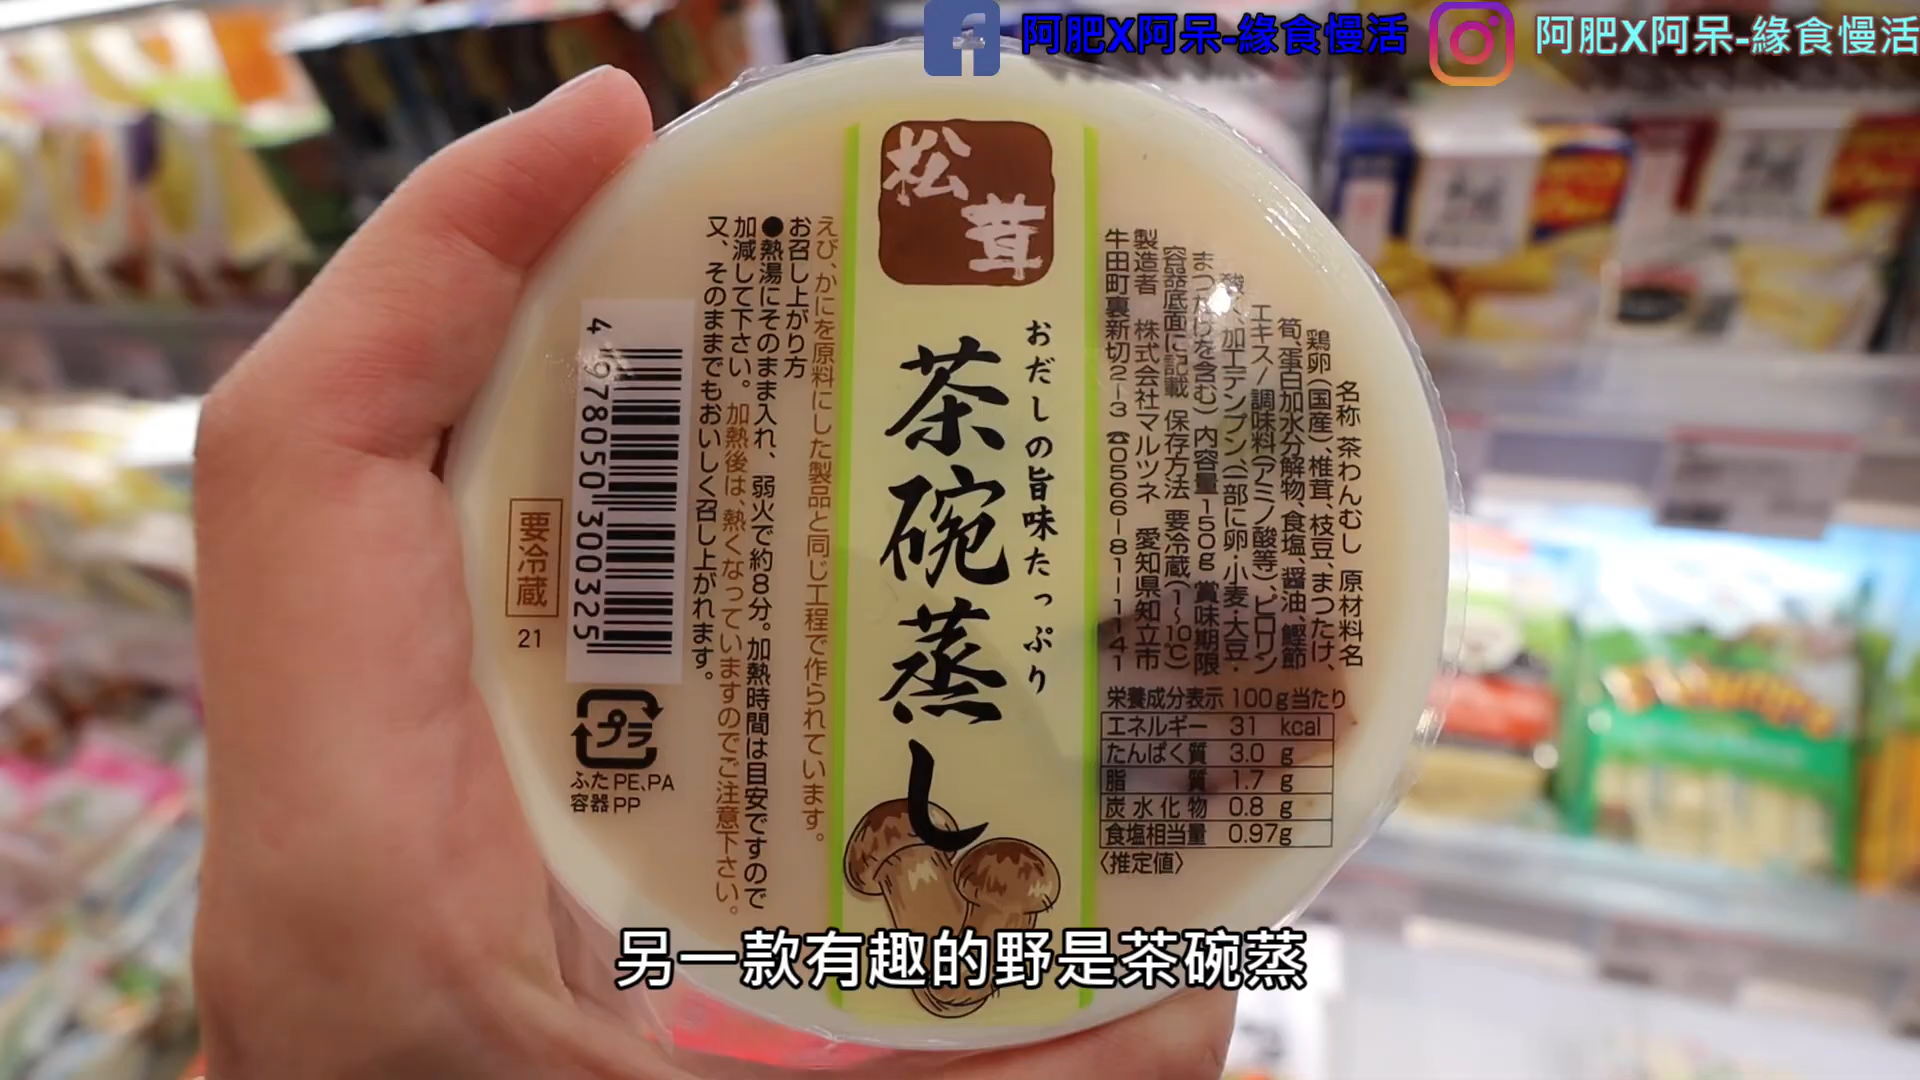 阿肥X阿呆-緣食慢活
阿肥X阿呆-緣食慢活
松茸
おだしの旨味たっぷり
茶碗蒸し
名称 茶わんむし 原材料名
鶏卵(国産)、椎茸、枝豆、まつたけ、
筍、蛋白加水分解物、食塩、醤油、鰹節
エキス/調味料(アミノ酸等)、ピロリン
酸、加工デンプン、(一部に卵・小麦・大豆・
まつたけを含む) 内容量 150g 賞味期限
容器底面に記載 保存方法 要冷蔵(1~10℃)
製造者 株式会社マルツネ 愛知県知立市
牛田町裏新切2-3 ☎0566-81-1141
栄養成分表示 100g当たり
エネルギー 31 kcal
たんぱく質 3.0 g
脂質 1.7 g
炭水化物 0.8 g
食塩相当量 0.97g
〈推定値〉
えび、かにを原料にした製品と同じ工程で作られています。
お召し上がり方
●熱湯にそのまま入れ、弱火で約8分。加熱時間は目安ですので
加減して下さい。加熱後は、熱くなっていますのでご注意下さい。
又、そのままでもおいしく召し上がれます。
4 978050 300325
要冷蔵
21
プラ
ふた PE、PA
容器 PP
另一款有趣的野是茶碗蒸